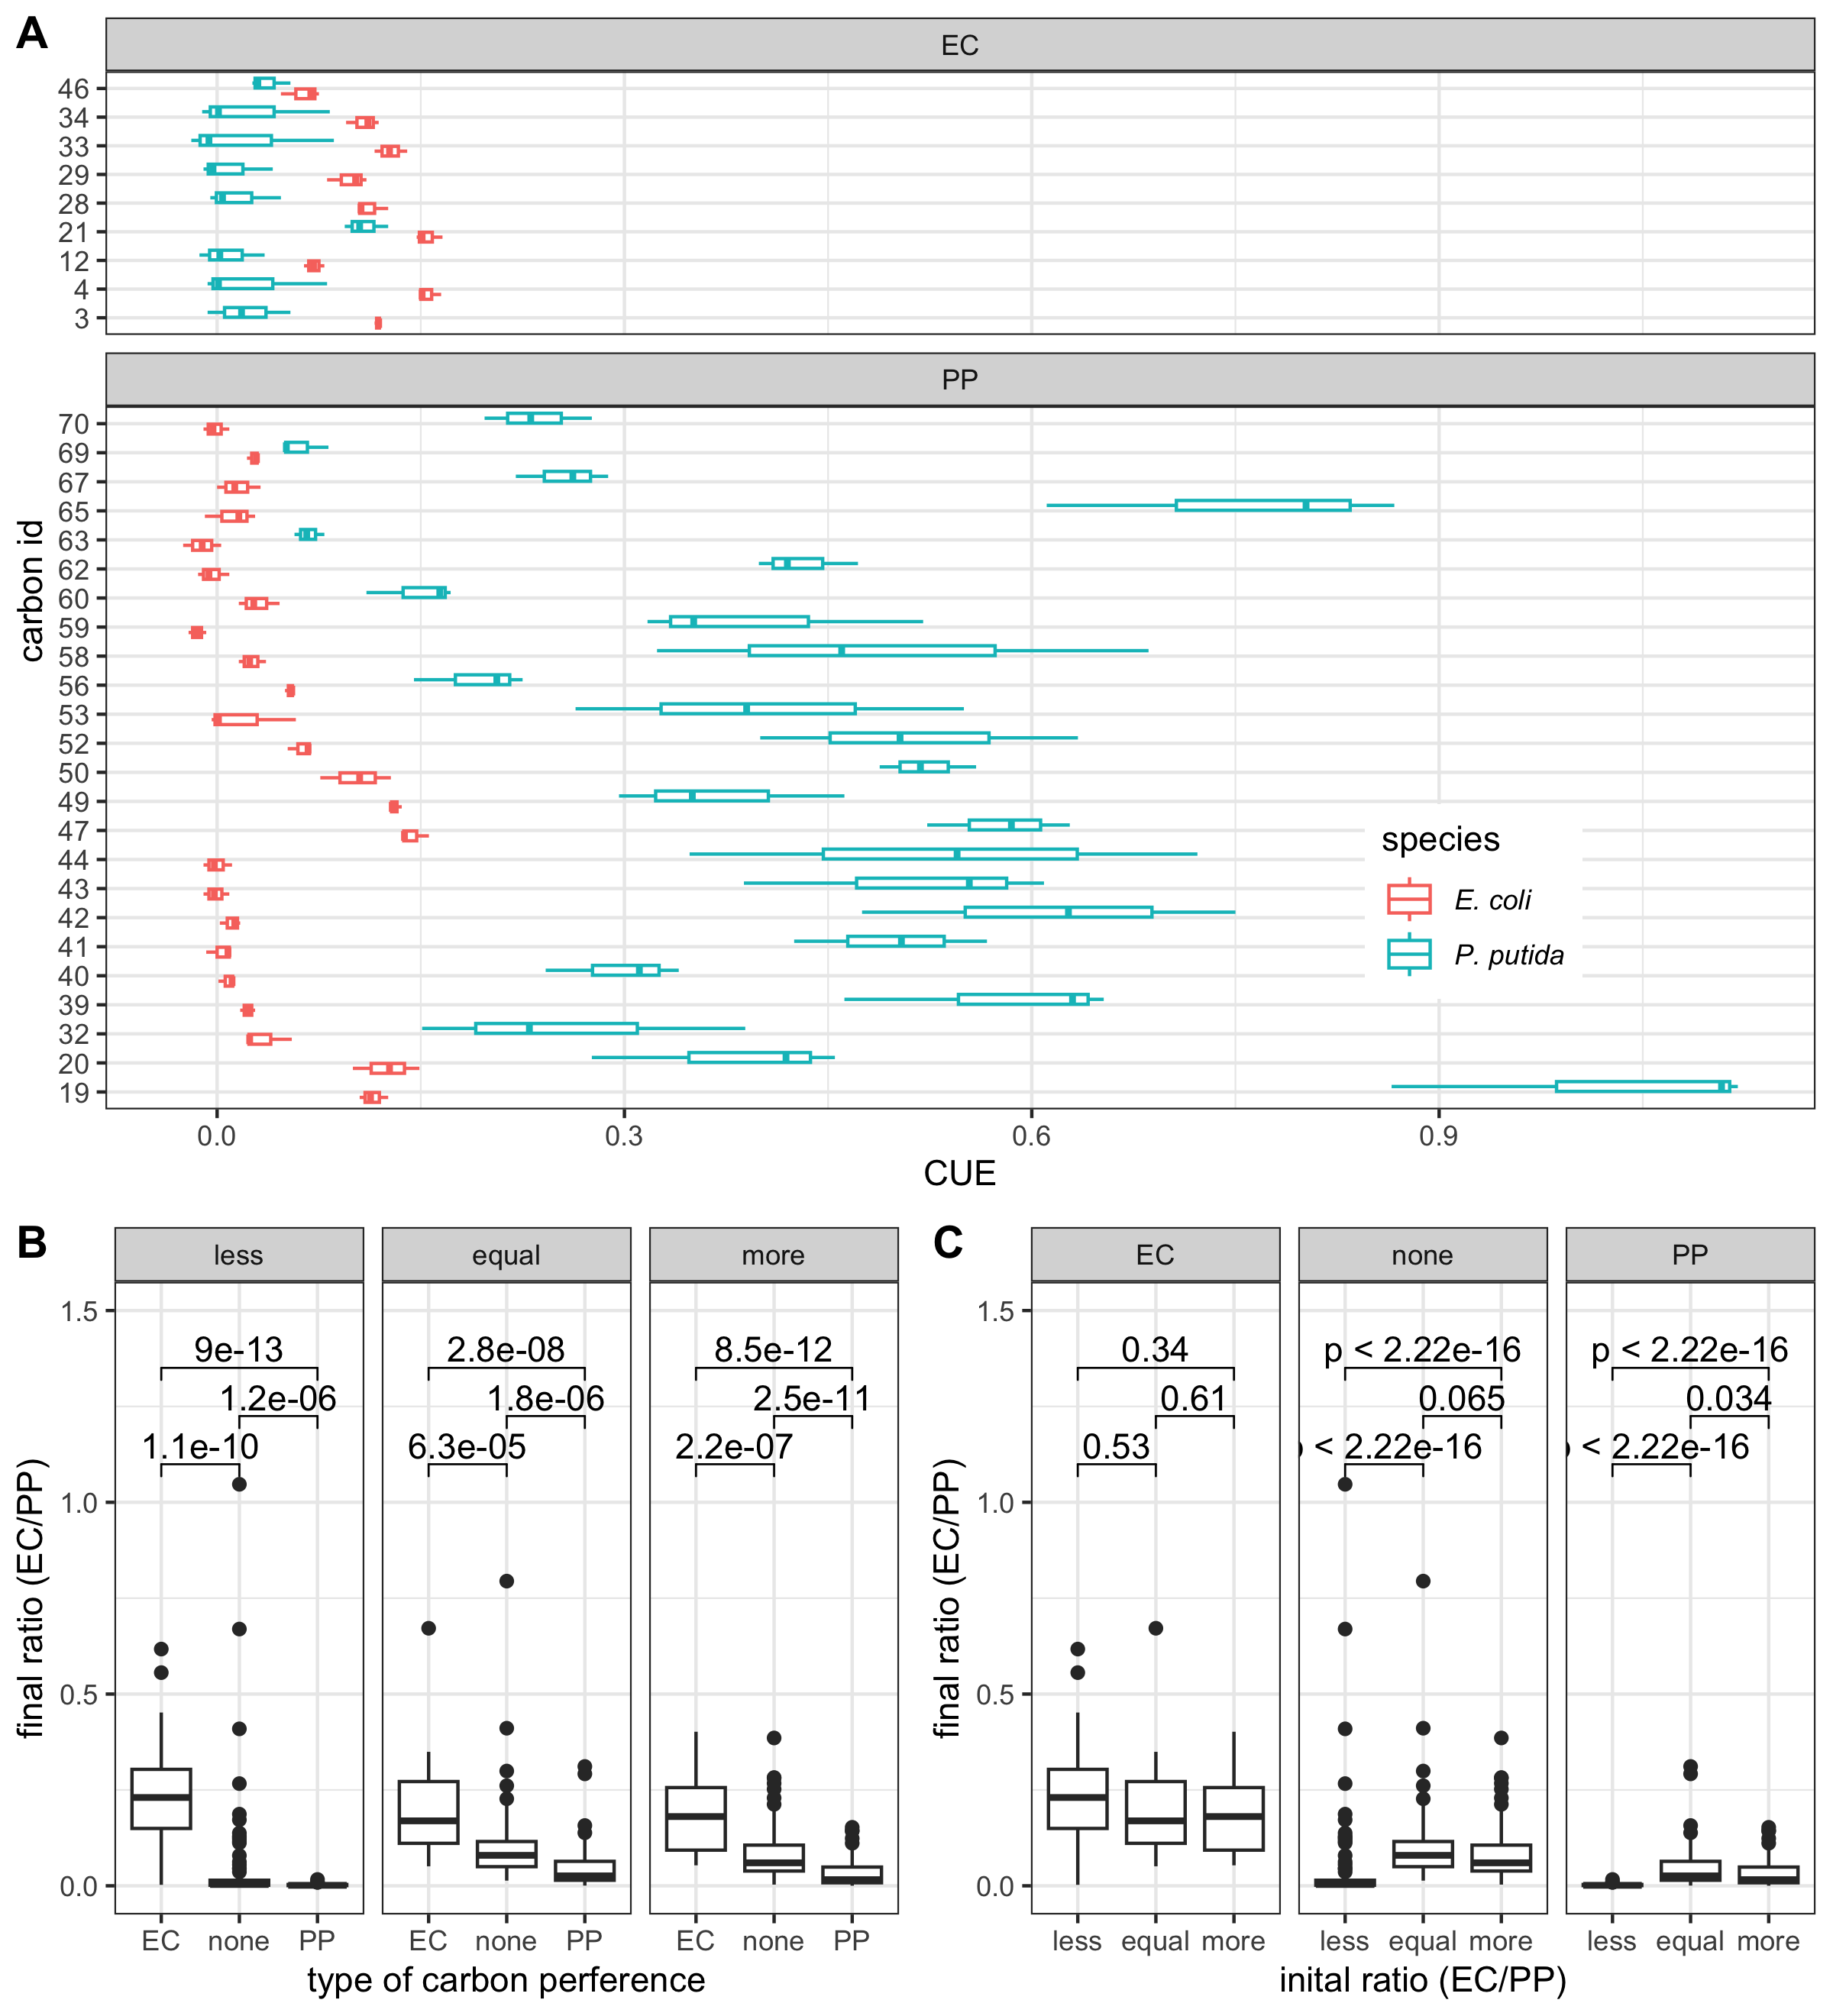 A
EC
46
34
33
29
28
21
12
4
3
PP
70
69
67
65
63
62
60
59
58
56
53
52
50
49
47
44
43
42
41
40
39
32
20
19
carbon id
species
E. coli
P. putida
0.0 0.3 0.6 0.9
CUE
B
less equal more
1.5
1.0
0.5
0.0
final ratio (EC/PP)
9e-13 2.8e-08 8.5e-12
1.2e-06 1.8e-06 2.5e-11
1.1e-10 6.3e-05 2.2e-07
EC none PP EC none PP EC none PP
type of carbon perference
C
EC none PP
1.5
1.0
0.5
0.0
final ratio (EC/PP)
0.34 p < 2.22e-16 p < 2.22e-16
0.61 0.065 0.034
0.53 < 2.22e-16 < 2.22e-16
less equal more less equal more less equal more
inital ratio (EC/PP)